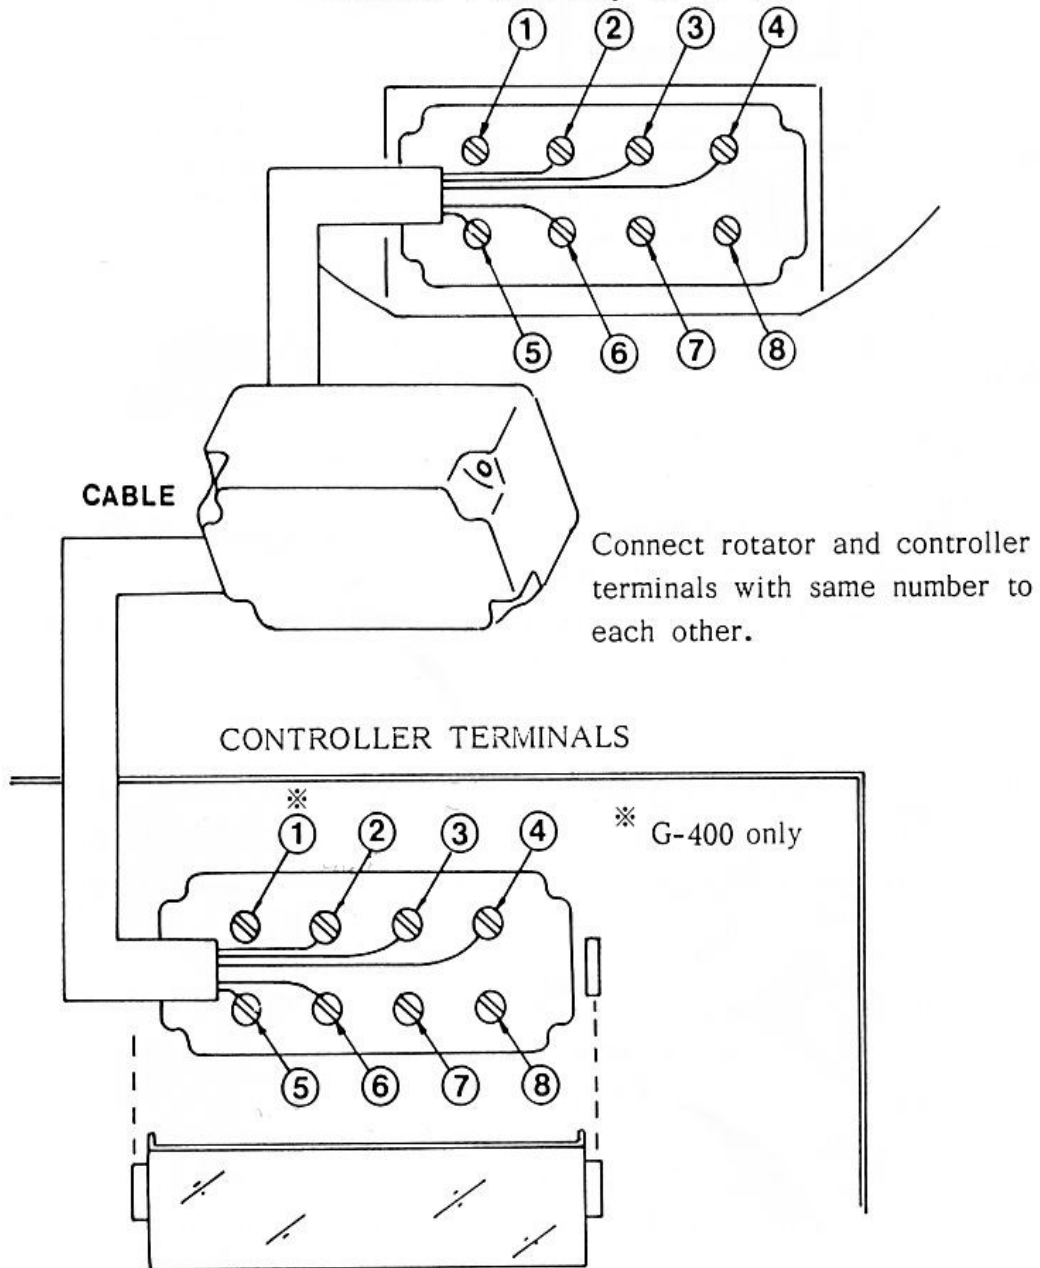 ① ② ③ ④
⑤ ⑥ ⑦ ⑧
CABLE
Connect rotator and controller
terminals with same number to
each other.
CONTROLLER TERMINALS
※
① ② ③ ④
※ G-400 only
⑤ ⑥ ⑦ ⑧